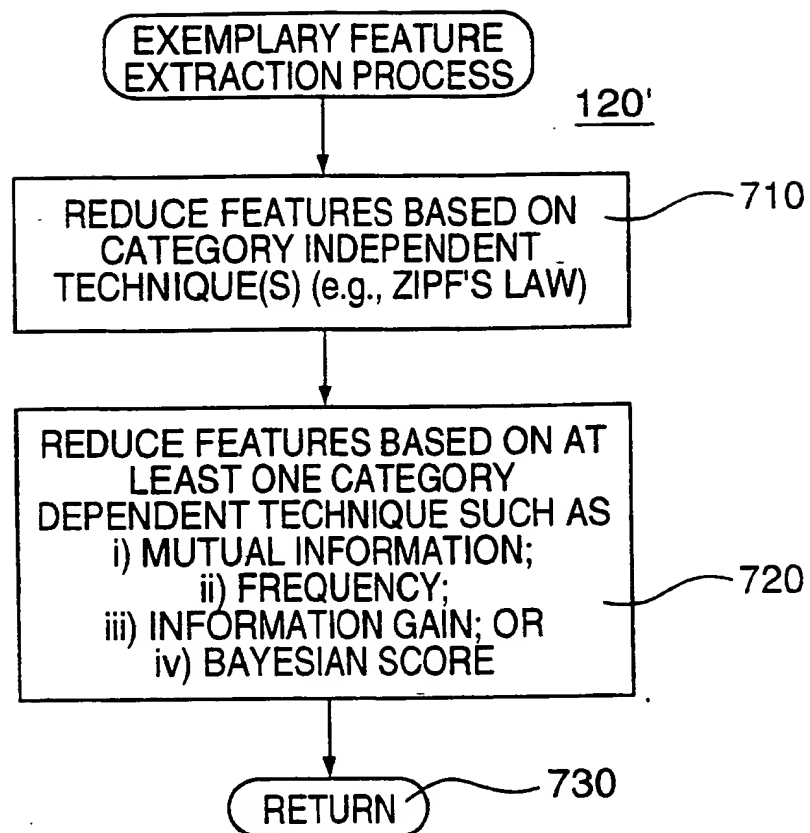 EXEMPLARY FEATURE
EXTRACTION PROCESS
120'
REDUCE FEATURES BASED ON
CATEGORY INDEPENDENT
TECHNIQUE(S) (e.g., ZIPF'S LAW)
710
REDUCE FEATURES BASED ON AT
LEAST ONE CATEGORY
DEPENDENT TECHNIQUE SUCH AS
i) MUTUAL INFORMATION;
ii) FREQUENCY;
iii) INFORMATION GAIN; OR
iv) BAYESIAN SCORE
720
RETURN
730